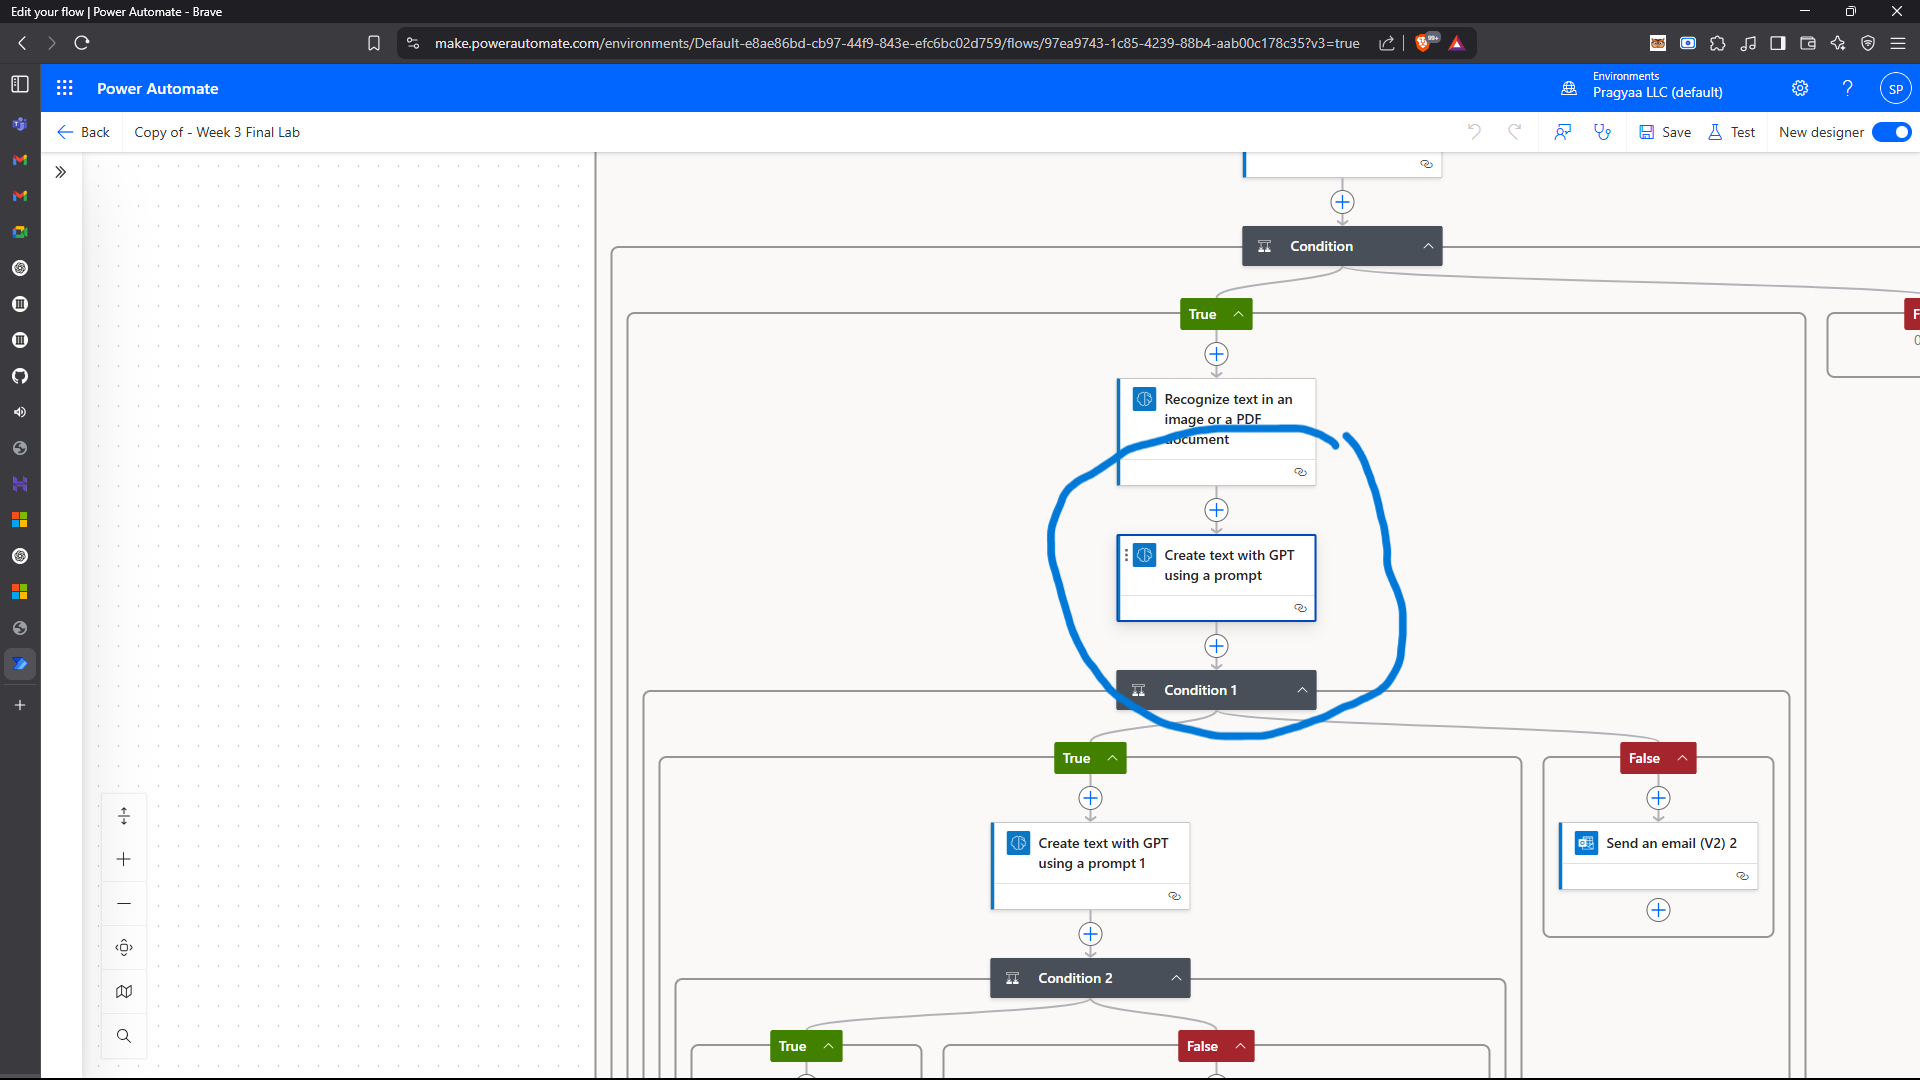 Edit your flow | Power Automate - Brave
make.powerautomate.com/environments/Default-e8ae86bd-cb97-44f9-843e-efc6bc02d759/flows/97ea9743-1c85-4239-88b4-aab00c178c35?v3=true
99+
Power Automate
Environments
Pragyaa LLC (default)
?
SP
Back
Copy of - Week 3 Final Lab
Save
Test
New designer
Condition
True
F
0
Recognize text in an
image or a PDF
document
Create text with GPT
using a prompt
Condition 1
True
False
Create text with GPT
using a prompt 1
Send an email (V2) 2
Condition 2
True
False